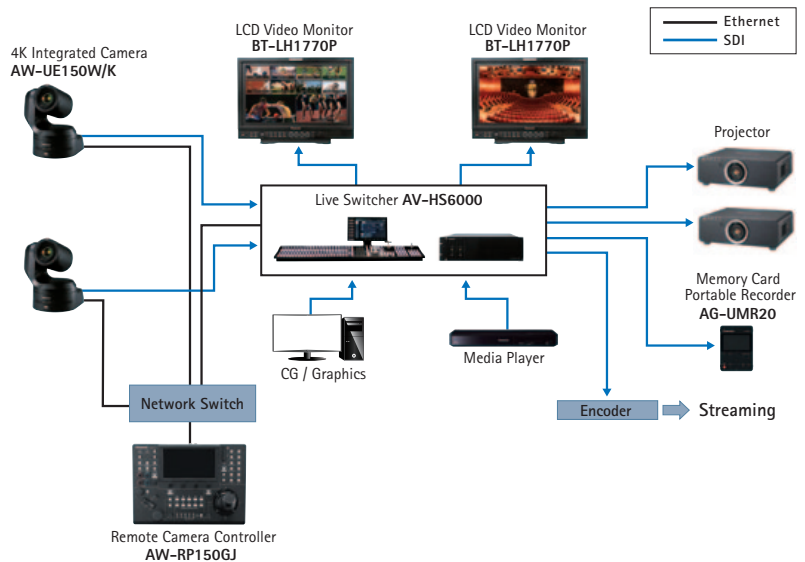 Ethernet
SDI
LCD Video Monitor
BT-LH1770P
LCD Video Monitor
BT-LH1770P
4K Integrated Camera
AW-UE150W/K
Projector
Live Switcher AV-HS6000
Memory Card
Portable Recorder
AG-UMR20
CG / Graphics
Media Player
Network Switch
Encoder
Streaming
Remote Camera Controller
AW-RP150GJ